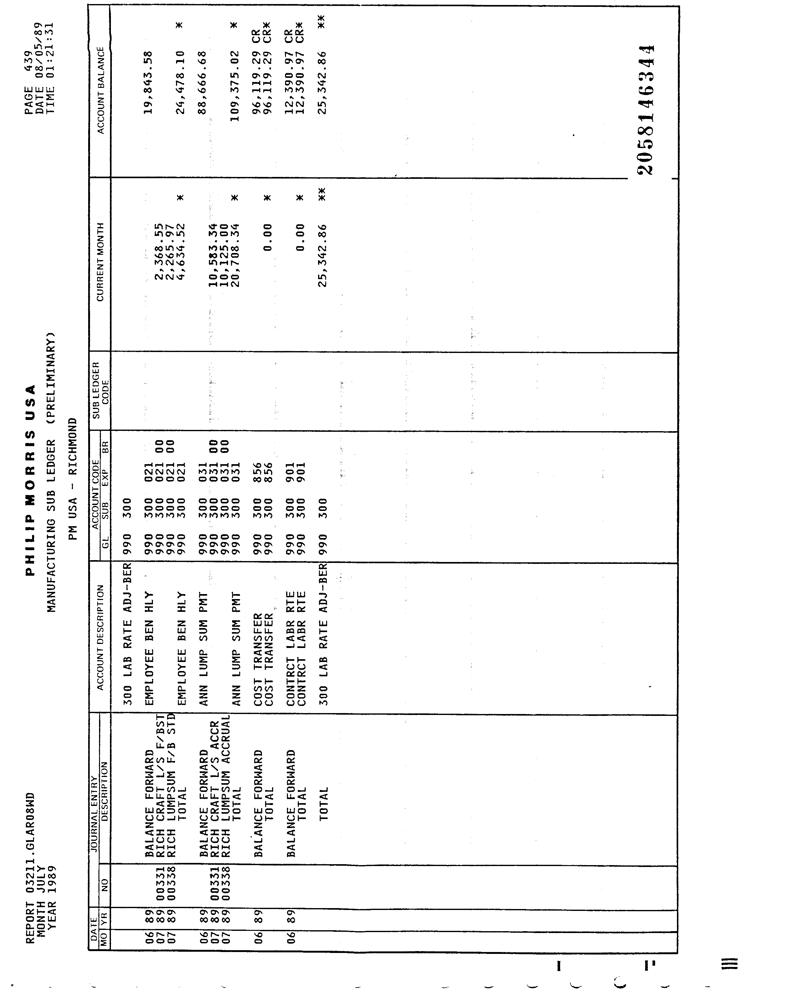 REPORT 03211.GLAR08WD
MONTH JULY
YEAR 1989
PHILIP MORRIS USA
MANUFACTURING SUB LEDGER (PRELIMINARY)
PM USA - RICHMOND
PAGE 439
DATE 08/05/89
TIME 01:21:31
DATE JOURNAL ENTRY ACCOUNT DESCRIPTION ACCOUNT CODE SUB LEDGER CODE CURRENT MONTH ACCOUNT BALANCE
MO YR NO DESCRIPTION GL SUB EXP BR
300 LAB RATE ADJ-BER 990 300
06 89 BALANCE FORWARD EMPLOYEE BEN HLY 990 300 021 19,843.58
07 89 00331 RICH CRAFT L/S F/BST 990 300 021 00 2,368.55
07 89 00338 RICH LUMPSUM F/B STD 990 300 021 00 2,265.97
TOTAL EMPLOYEE BEN HLY 990 300 021 4,634.52 * 24,478.10 *
06 89 BALANCE FORWARD ANN LUMP SUM PMT 990 300 031 88,666.68
07 89 00331 RICH CRAFT L/S ACCR 990 300 031 00 10,583.34
07 89 00338 RICH LUMPSUM ACCRUAL 990 300 031 00 10,125.00
TOTAL ANN LUMP SUM PMT 990 300 031 20,708.34 * 109,375.02 *
06 89 BALANCE FORWARD COST TRANSFER 990 300 856 96,119.29 CR
TOTAL COST TRANSFER 990 300 856 0.00 * 96,119.29 CR*
06 89 BALANCE FORWARD CONTRCT LABR RTE 990 300 901 12,390.97 CR
TOTAL CONTRCT LABR RTE 990 300 901 0.00 * 12,390.97 CR*
TOTAL 300 LAB RATE ADJ-BER 990 300 25,342.86 ** 25,342.86 **
2058146344